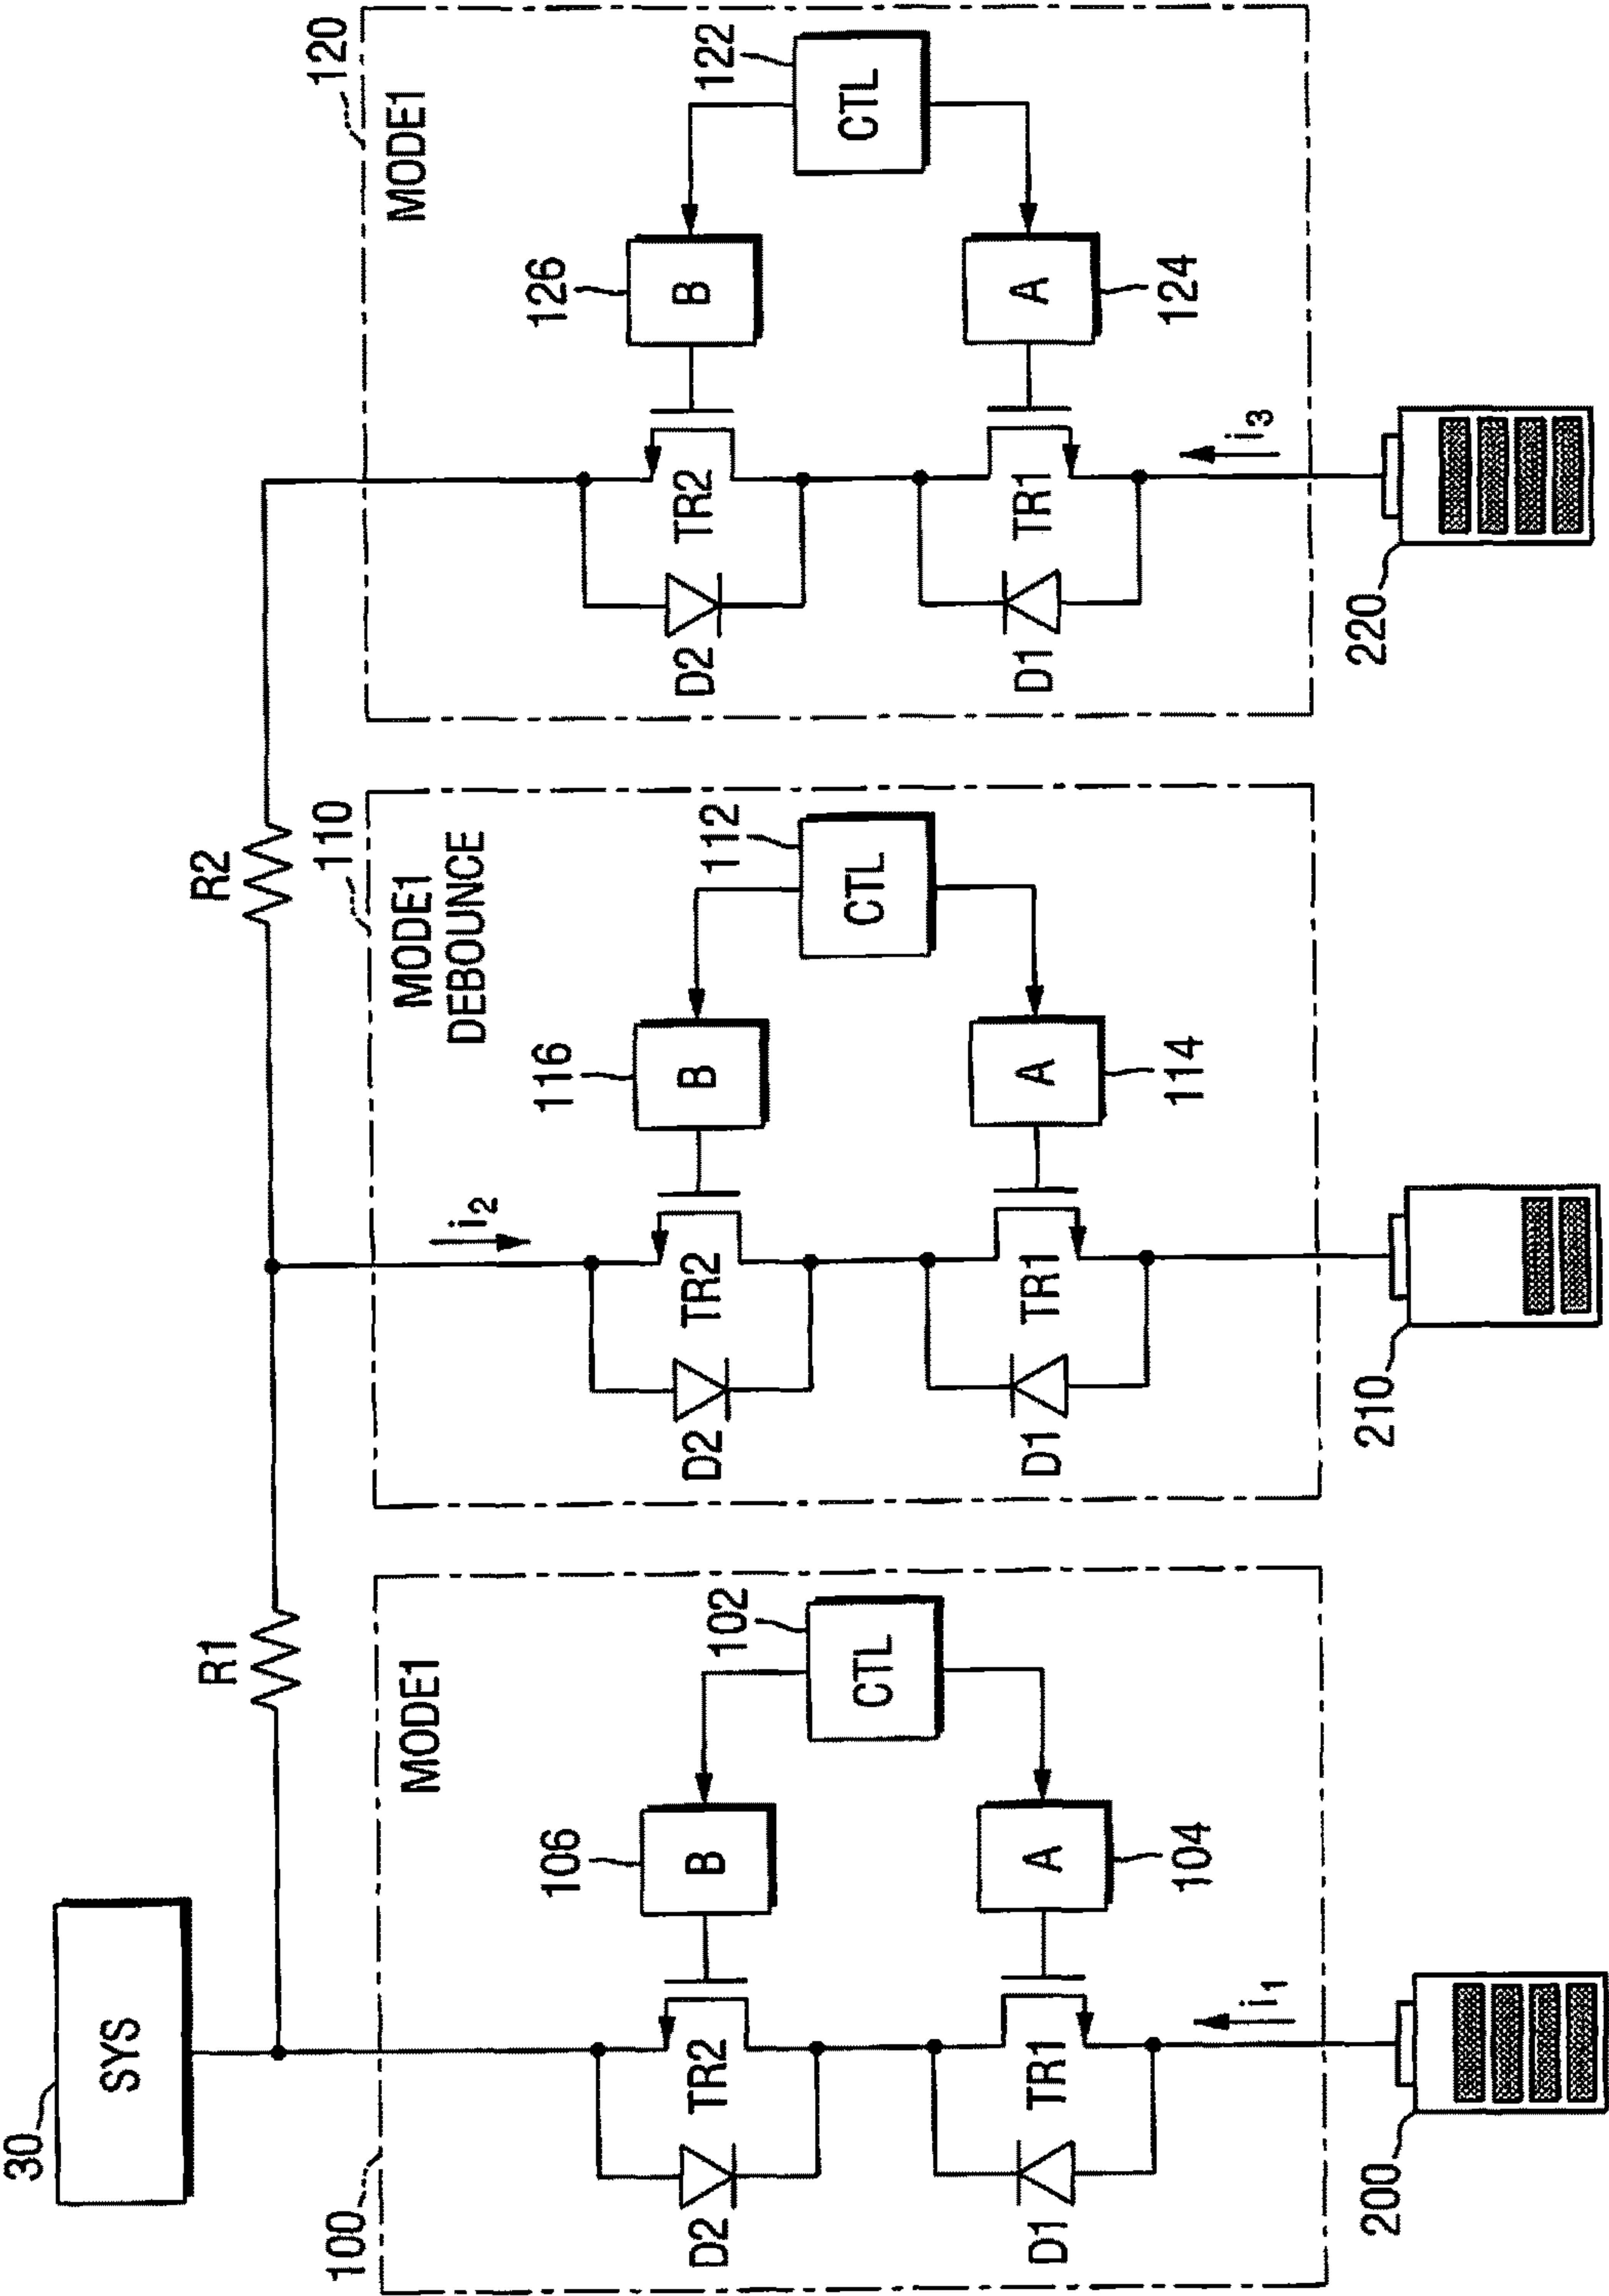 30
SYS
R1
R2
100
MODE1
D2
TR2
106
B
102
CTL
D1
TR1
104
A
i1
200
110
MODE1
DEBOUNCE
i2
D2
TR2
116
B
112
CTL
D1
TR1
114
A
210
120
MODE1
D2
TR2
126
B
122
CTL
D1
TR1
124
A
i3
220